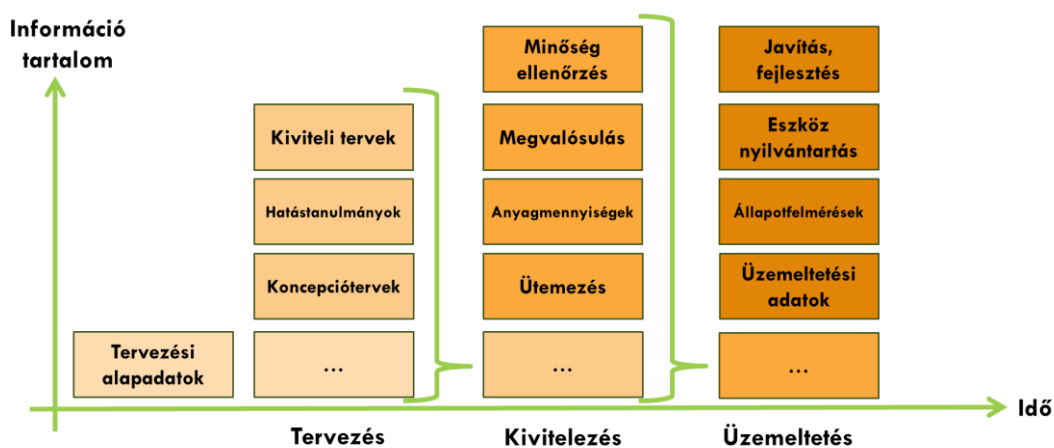 Információ
tartalom
Tervezési
alapadatok
Kiviteli tervek
Hatástanulmányok
Koncepciótervek
...
Minőség
ellenőrzés
Megvalósulás
Anyagmennyiségek
Ütemezés
...
Javítás,
fejlesztés
Eszköz
nyilvántartás
Állapotfelmérések
Üzemeltetési
adatok
...
Idő
Tervezés
Kivitelezés
Üzemeltetés